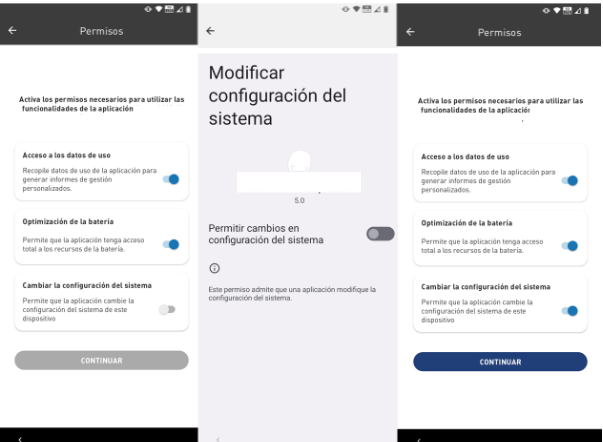 Permisos
Activa los permisos necesarios para utilizar las
funcionalidades de la aplicación
Acceso a los datos de uso
Recopile datos de uso de la aplicación para
generar informes de gestión
personalizados.
Optimización de la batería
Permite que la aplicación tenga acceso
total a los recursos de la batería.
Cambiar la configuración del sistema
Permite que la aplicación cambie la
configuración del sistema de este
dispositivo
CONTINUAR
Modificar
configuración del
sistema
5.0
Permitir cambios en
configuración del sistema
Este permiso admite que una aplicación modifique la
configuración del sistema.
Permisos
Activa los permisos necesarios para utilizar las
funcionalidades de la aplicación
Acceso a los datos de uso
Recopile datos de uso de la aplicación para
generar informes de gestión
personalizados.
Optimización de la batería
Permite que la aplicación tenga acceso
total a los recursos de la batería.
Cambiar la configuración del sistema
Permite que la aplicación cambie la
configuración del sistema de este
dispositivo
CONTINUAR